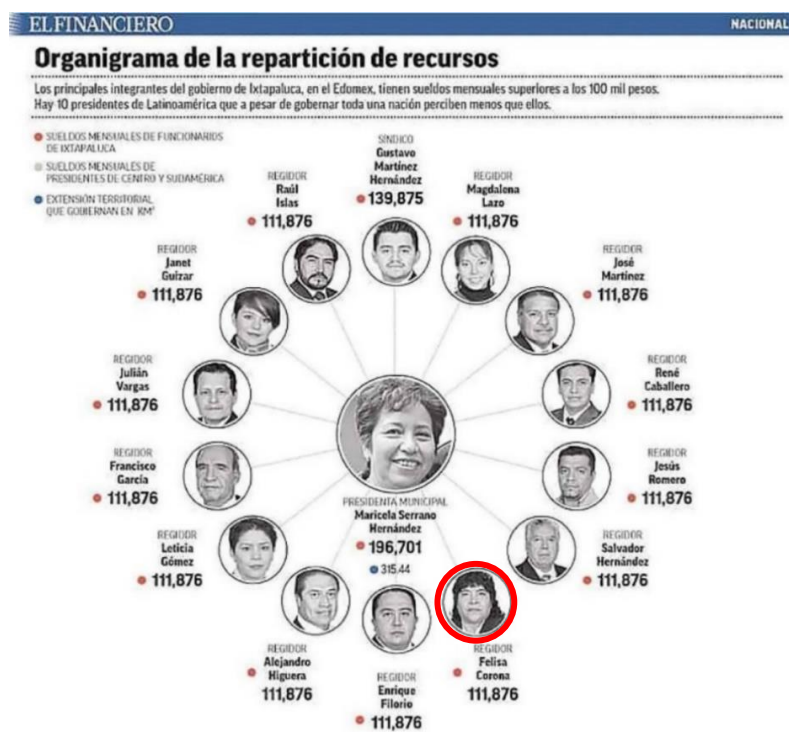 EL FINANCIERO
NACIONAL
Organigrama de la repartición de recursos
Los principales integrantes del gobierno de Ixtapaluca, en el Edomex, tienen sueldos mensuales superiores a los 100 mil pesos.
Hay 10 presidentes de Latinoamérica que a pesar de gobernar toda una nación perciben menos que ellos.
SUELDOS MENSUALES DE FUNCIONARIOS
DE IXTAPALUCA
SUELDOS MENSUALES DE
PRESIDENTES DE CENTRO Y SUDAMÉRICA
EXTENSIÓN TERRITORIAL
QUE GOBIERNAN EN KM²
SÍNDICO
Gustavo
Martínez
Hernández
139,875
REGIDOR
Raúl
Islas
111,876
REGIDOR
Magdalena
Lazo
111,876
REGIDOR
Janet
Guizar
111,876
REGIDOR
José
Martínez
111,876
REGIDOR
Julián
Vargas
111,876
REGIDOR
René
Caballero
111,876
REGIDOR
Francisco
García
111,876
REGIDOR
Jesús
Romero
111,876
PRESIDENTA MUNICIPAL
Maricela Serrano
Hernández
196,701
315.44
REGIDOR
Leticia
Gómez
111,876
REGIDOR
Salvador
Hernández
111,876
REGIDOR
Alejandro
Higuera
111,876
REGIDOR
Enrique
Filorio
111,876
REGIDOR
Felisa
Corona
111,876